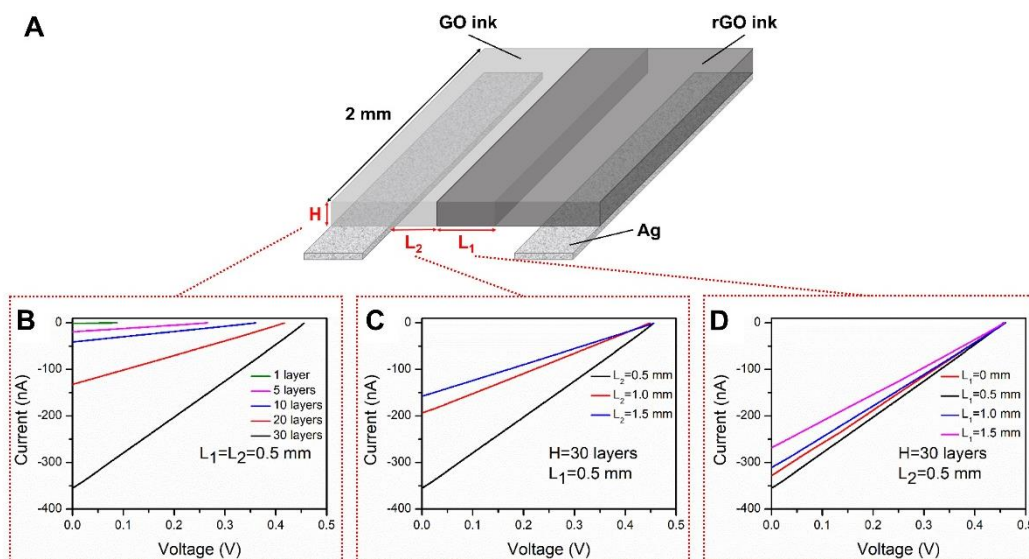 A
GO ink
rGO ink
2 mm
H
L2
L1
Ag
B
0
-100
-200
-300
-400
Current (nA)
1 layer
5 layers
10 layers
20 layers
30 layers
L1=L2=0.5 mm
0.0 0.1 0.2 0.3 0.4 0.5
Voltage (V)
C
0
-100
-200
-300
-400
Current (nA)
L2=0.5 mm
L2=1.0 mm
L2=1.5 mm
H=30 layers
L1=0.5 mm
0.0 0.1 0.2 0.3 0.4 0.5
Voltage (V)
D
0
-100
-200
-300
-400
Current (nA)
L1=0 mm
L1=0.5 mm
L1=1.0 mm
L1=1.5 mm
H=30 layers
L2=0.5 mm
0.0 0.1 0.2 0.3 0.4 0.5
Voltage (V)